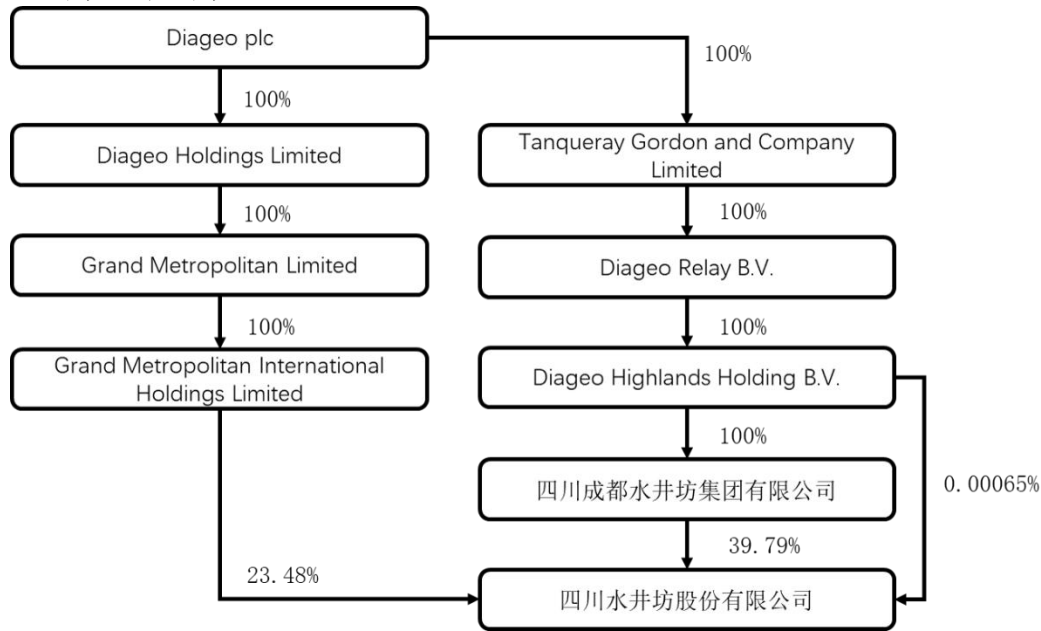 Diageo plc
100%
100%
Diageo Holdings Limited
Tanqueray Gordon and Company
Limited
100%
100%
Grand Metropolitan Limited
Diageo Relay B.V.
100%
100%
Grand Metropolitan International
Holdings Limited
Diageo Highlands Holding B.V.
100%
四川成都水井坊集团有限公司
0.00065%
39.79%
23.48%
四川水井坊股份有限公司